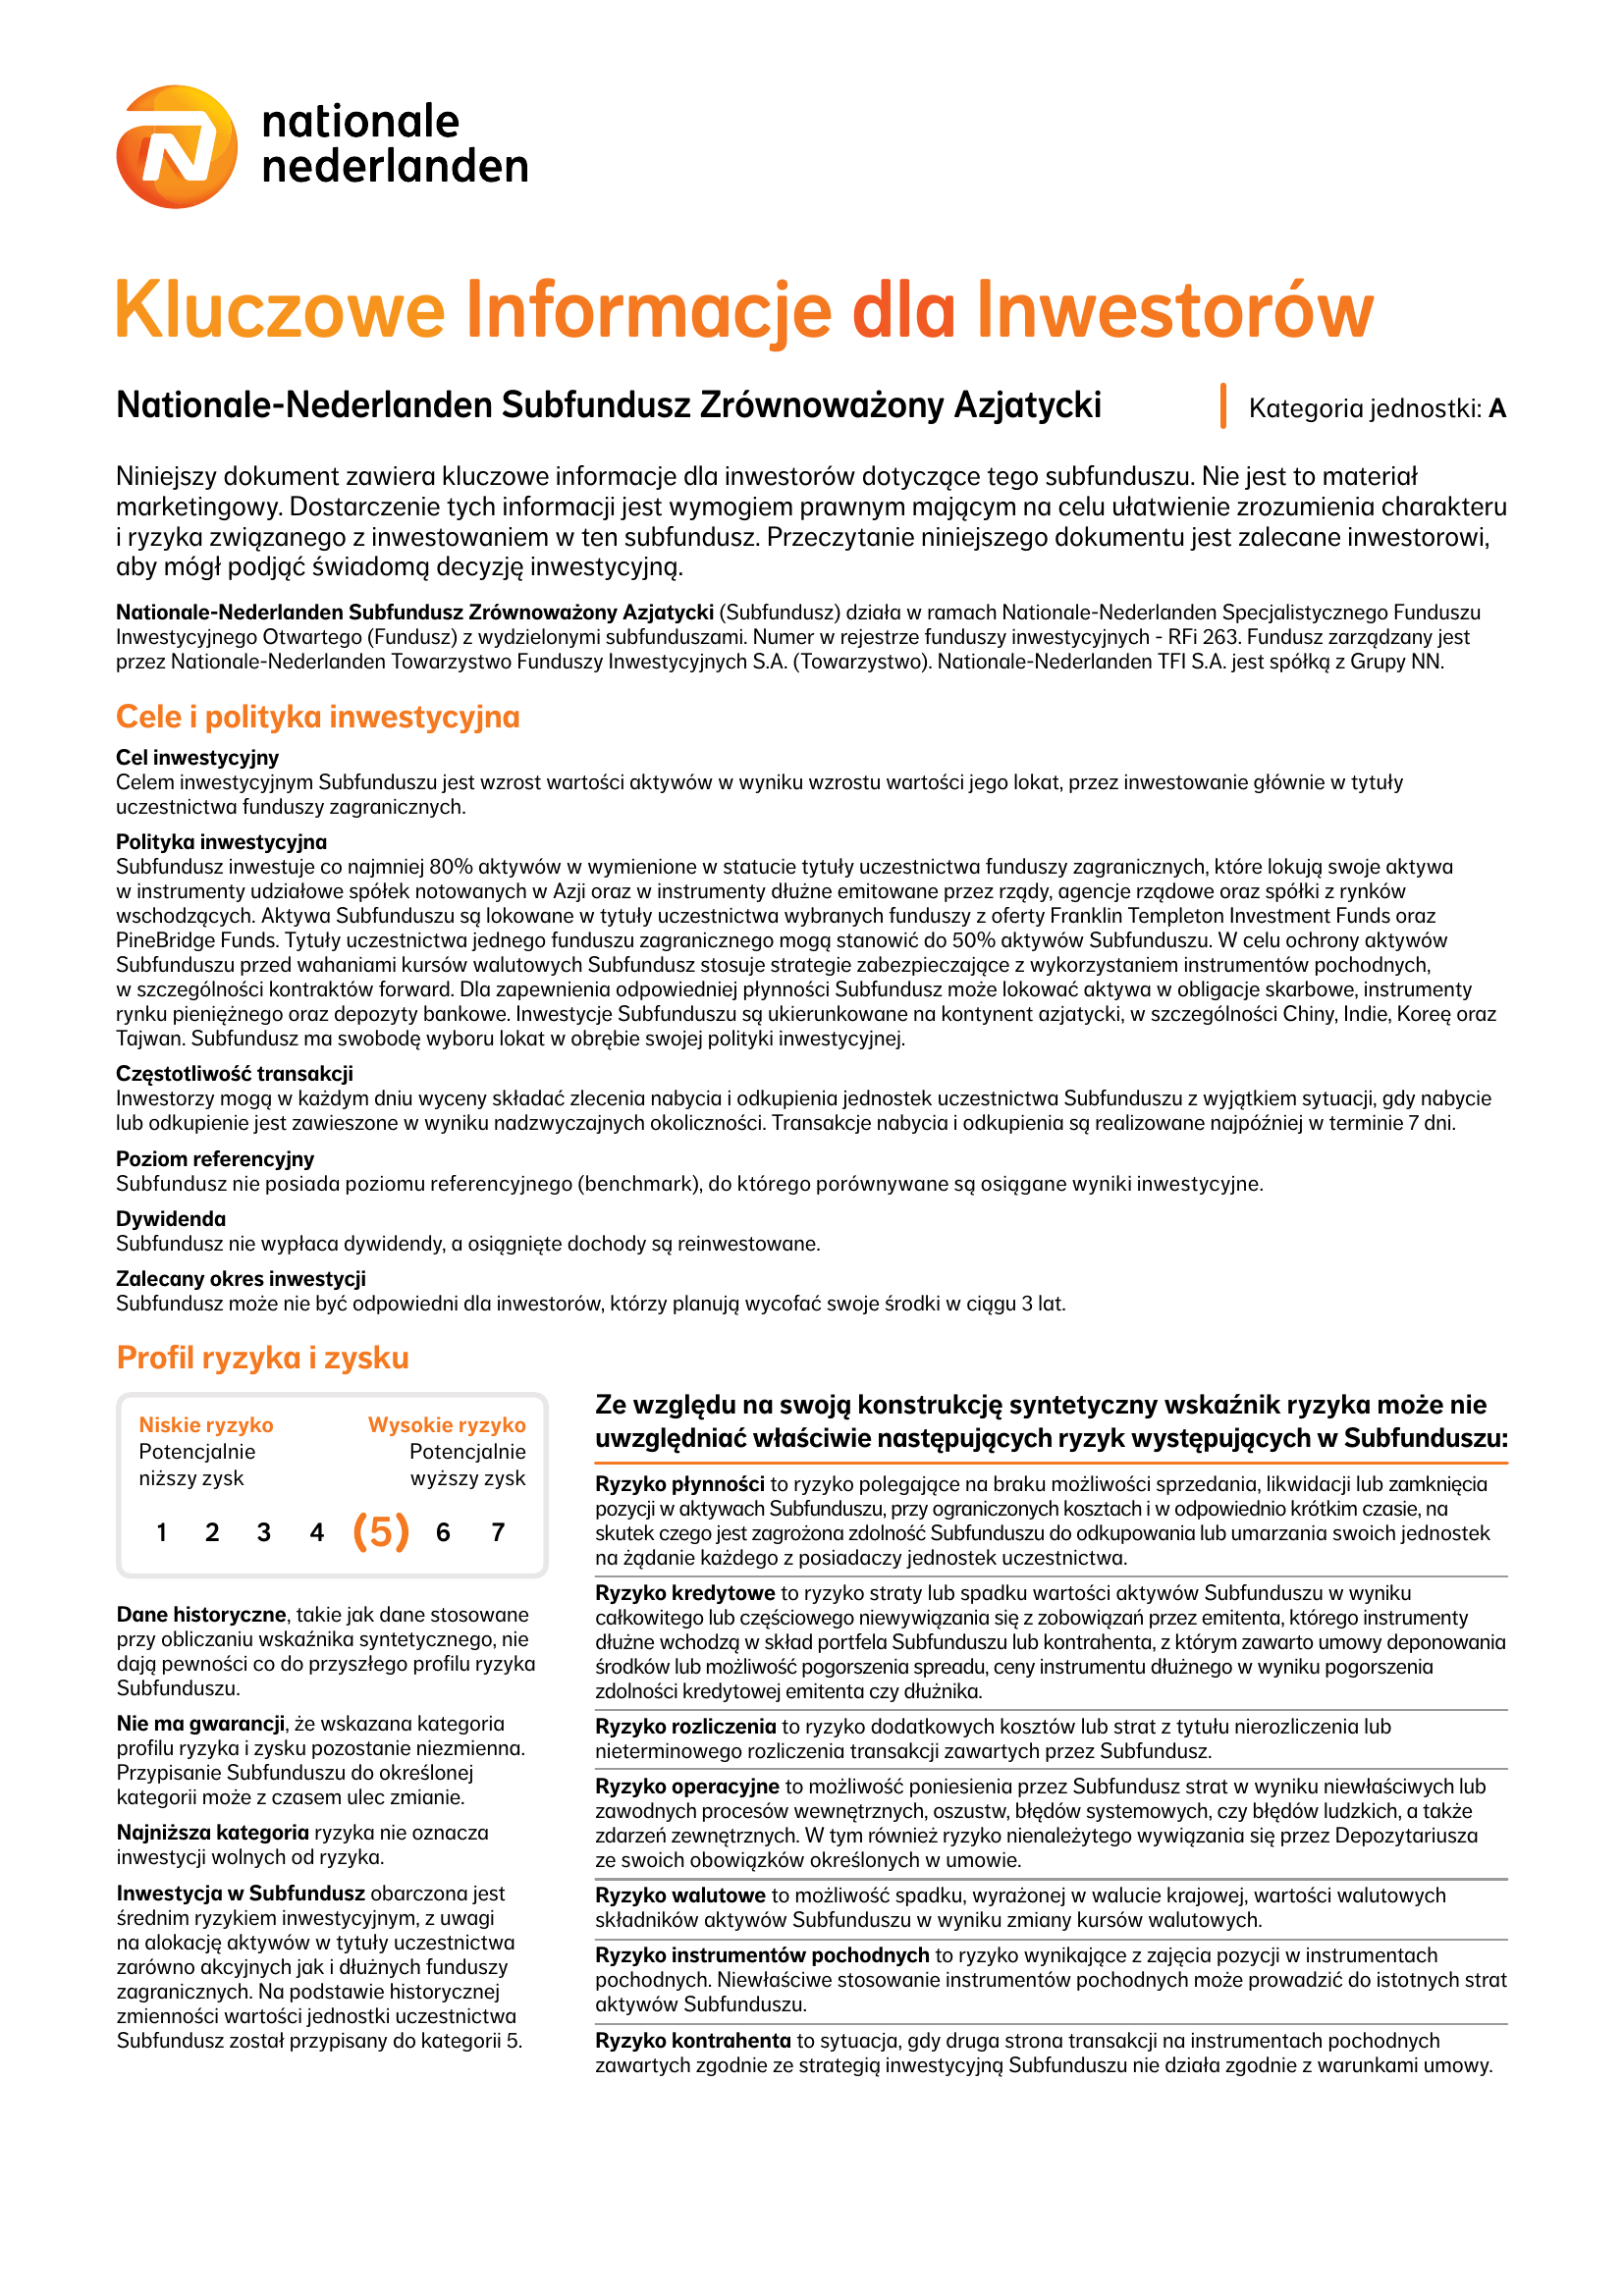 nationale
nederlanden
Kluczowe Informacje dla Inwestorów
Nationale-Nederlanden Subfundusz Zrównoważony Azjatycki
Kategoria jednostki: A
Niniejszy dokument zawiera kluczowe informacje dla inwestorów dotyczące tego subfunduszu. Nie jest to materiał
marketingowy. Dostarczenie tych informacji jest wymogiem prawnym mającym na celu ułatwienie zrozumienia charakteru
i ryzyka związanego z inwestowaniem w ten subfundusz. Przeczytanie niniejszego dokumentu jest zalecane inwestorowi,
aby mógł podjąć świadomą decyzję inwestycyjną.
Nationale-Nederlanden Subfundusz Zrównoważony Azjatycki (Subfundusz) działa w ramach Nationale-Nederlanden Specjalistycznego Funduszu
Inwestycyjnego Otwartego (Fundusz) z wydzielonymi subfunduszami. Numer w rejestrze funduszy inwestycyjnych - RFi 263. Fundusz zarządzany jest
przez Nationale-Nederlanden Towarzystwo Funduszy Inwestycyjnych S.A. (Towarzystwo). Nationale-Nederlanden TFI S.A. jest spółką z Grupy NN.
Cele i polityka inwestycyjna
Cel inwestycyjny
Celem inwestycyjnym Subfunduszu jest wzrost wartości aktywów w wyniku wzrostu wartości jego lokat, przez inwestowanie głównie w tytuły
uczestnictwa funduszy zagranicznych.
Polityka inwestycyjna
Subfundusz inwestuje co najmniej 80% aktywów w wymienione w statucie tytuły uczestnictwa funduszy zagranicznych, które lokują swoje aktywa
w instrumenty udziałowe spółek notowanych w Azji oraz w instrumenty dłużne emitowane przez rządy, agencje rządowe oraz spółki z rynków
wschodzących. Aktywa Subfunduszu są lokowane w tytuły uczestnictwa wybranych funduszy z oferty Franklin Templeton Investment Funds oraz
PineBridge Funds. Tytuły uczestnictwa jednego funduszu zagranicznego mogą stanowić do 50% aktywów Subfunduszu. W celu ochrony aktywów
Subfunduszu przed wahaniami kursów walutowych Subfundusz stosuje strategie zabezpieczające z wykorzystaniem instrumentów pochodnych,
w szczególności kontraktów forward. Dla zapewnienia odpowiedniej płynności Subfundusz może lokować aktywa w obligacje skarbowe, instrumenty
rynku pieniężnego oraz depozyty bankowe. Inwestycje Subfunduszu są ukierunkowane na kontynent azjatycki, w szczególności Chiny, Indie, Koreę oraz
Tajwan. Subfundusz ma swobodę wyboru lokat w obrębie swojej polityki inwestycyjnej.
Częstotliwość transakcji
Inwestorzy mogą w każdym dniu wyceny składać zlecenia nabycia i odkupienia jednostek uczestnictwa Subfunduszu z wyjątkiem sytuacji, gdy nabycie
lub odkupienie jest zawieszone w wyniku nadzwyczajnych okoliczności. Transakcje nabycia i odkupienia są realizowane najpóźniej w terminie 7 dni.
Poziom referencyjny
Subfundusz nie posiada poziomu referencyjnego (benchmark), do którego porównywane są osiągane wyniki inwestycyjne.
Dywidenda
Subfundusz nie wypłaca dywidendy, a osiągnięte dochody są reinwestowane.
Zalecany okres inwestycji
Subfundusz może nie być odpowiedni dla inwestorów, którzy planują wycofać swoje środki w ciągu 3 lat.
Profil ryzyka i zysku
Niskie ryzyko Wysokie ryzyko
Potencjalnie Potencjalnie
niższy zysk wyższy zysk
1 2 3 4 (5) 6 7
Dane historyczne, takie jak dane stosowane
przy obliczaniu wskaźnika syntetycznego, nie
dają pewności co do przyszłego profilu ryzyka
Subfunduszu.
Nie ma gwarancji, że wskazana kategoria
profilu ryzyka i zysku pozostanie niezmienna.
Przypisanie Subfunduszu do określonej
kategorii może z czasem ulec zmianie.
Najniższa kategoria ryzyka nie oznacza
inwestycji wolnych od ryzyka.
Inwestycja w Subfundusz obarczona jest
średnim ryzykiem inwestycyjnym, z uwagi
na alokację aktywów w tytuły uczestnictwa
zarówno akcyjnych jak i dłużnych funduszy
zagranicznych. Na podstawie historycznej
zmienności wartości jednostki uczestnictwa
Subfundusz został przypisany do kategorii 5.
Ze względu na swoją konstrukcję syntetyczny wskaźnik ryzyka może nie
uwzględniać właściwie następujących ryzyk występujących w Subfunduszu:
Ryzyko płynności to ryzyko polegające na braku możliwości sprzedania, likwidacji lub zamknięcia
pozycji w aktywach Subfunduszu, przy ograniczonych kosztach i w odpowiednio krótkim czasie, na
skutek czego jest zagrożona zdolność Subfunduszu do odkupowania lub umarzania swoich jednostek
na żądanie każdego z posiadaczy jednostek uczestnictwa.
Ryzyko kredytowe to ryzyko straty lub spadku wartości aktywów Subfunduszu w wyniku
całkowitego lub częściowego niewywiązania się z zobowiązań przez emitenta, którego instrumenty
dłużne wchodzą w skład portfela Subfunduszu lub kontrahenta, z którym zawarto umowy deponowania
środków lub możliwość pogorszenia spreadu, ceny instrumentu dłużnego w wyniku pogorszenia
zdolności kredytowej emitenta czy dłużnika.
Ryzyko rozliczenia to ryzyko dodatkowych kosztów lub strat z tytułu nierozliczenia lub
nieterminowego rozliczenia transakcji zawartych przez Subfundusz.
Ryzyko operacyjne to możliwość poniesienia przez Subfundusz strat w wyniku niewłaściwych lub
zawodnych procesów wewnętrznych, oszustw, błędów systemowych, czy błędów ludzkich, a także
zdarzeń zewnętrznych. W tym również ryzyko nienależytego wywiązania się przez Depozytariusza
ze swoich obowiązków określonych w umowie.
Ryzyko walutowe to możliwość spadku, wyrażonej w walucie krajowej, wartości walutowych
składników aktywów Subfunduszu w wyniku zmiany kursów walutowych.
Ryzyko instrumentów pochodnych to ryzyko wynikające z zajęcia pozycji w instrumentach
pochodnych. Niewłaściwe stosowanie instrumentów pochodnych może prowadzić do istotnych strat
aktywów Subfunduszu.
Ryzyko kontrahenta to sytuacja, gdy druga strona transakcji na instrumentach pochodnych
zawartych zgodnie ze strategią inwestycyjną Subfunduszu nie działa zgodnie z warunkami umowy.